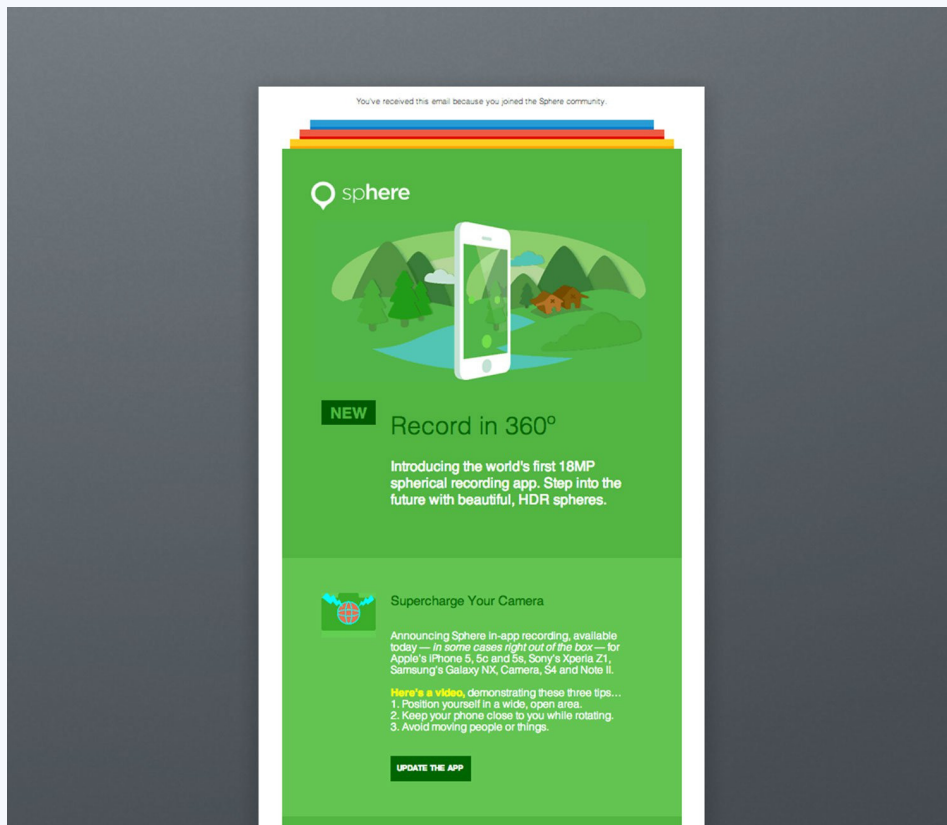 You've received this email because you joined the Sphere community.
sphere
NEW
Record in 360º
Introducing the world's first 18MP
spherical recording app. Step into the
future with beautiful, HDR spheres.
Supercharge Your Camera
Announcing Sphere in-app recording, available
today — in some cases right out of the box — for
Apple's iPhone 5, 5c and 5s, Sony's Xperia Z1,
Samsung's Galaxy NX, Camera, S4 and Note II.
Here's a video, demonstrating these three tips…
1. Position yourself in a wide, open area.
2. Keep your phone close to you while rotating.
3. Avoid moving people or things.
UPDATE THE APP